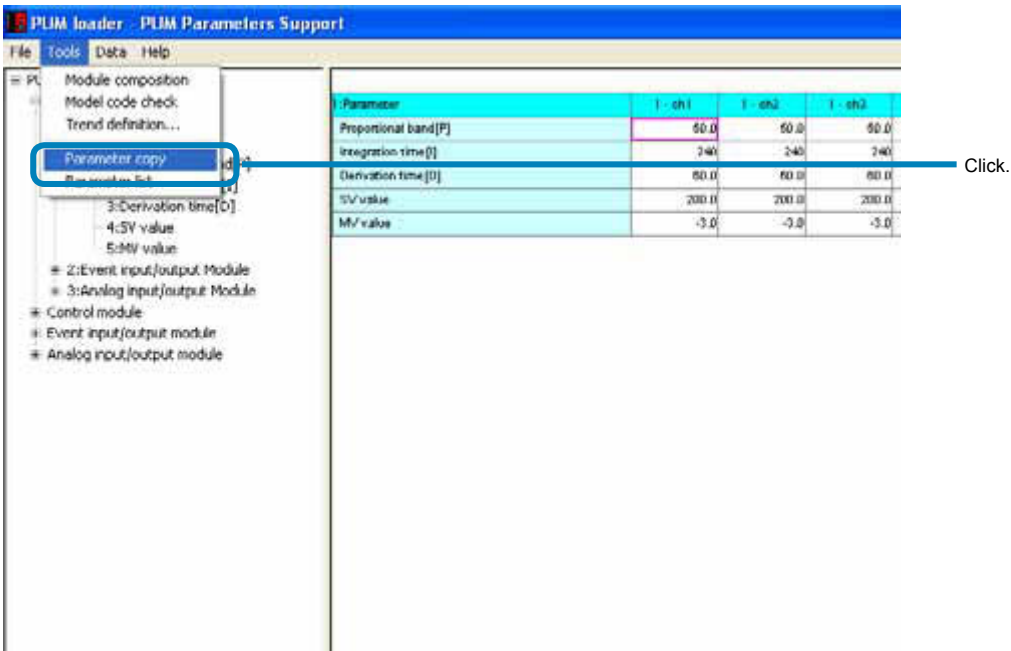 PUM loader - PUM Parameters Support
File Tools Data Help
Module composition
Model code check
Trend definition...
Parameter copy
Parameter list
3:Derivation time[D]
4:SV value
5:MV value
2:Event input/output Module
3:Analog input/output Module
Control module
Event input/output module
Analog input/output module
1:Parameter 1 - ch1 1 - ch2 1 - ch3
Proportional band[P] 60.0 60.0 60.0
Integration time[I] 240 240 240
Derivation time[D] 60.0 60.0 60.0
SV value 200.0 200.0 200.0
MV value -3.0 -3.0 -3.0
Click.